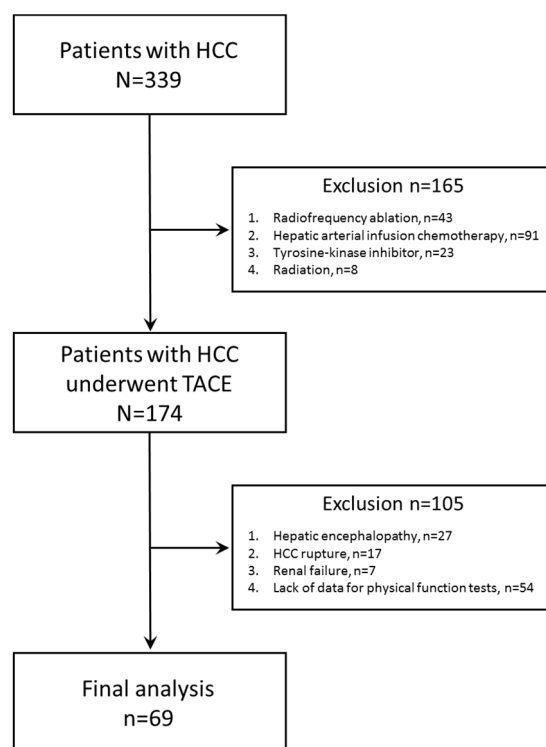 Patients with HCC
N=339
Exclusion n=165
1. Radiofrequency ablation, n=43
2. Hepatic arterial infusion chemotherapy, n=91
3. Tyrosine-kinase inhibitor, n=23
4. Radiation, n=8
Patients with HCC
underwent TACE
N=174
Exclusion n=105
1. Hepatic encephalopathy, n=27
2. HCC rupture, n=17
3. Renal failure, n=7
4. Lack of data for physical function tests, n=54
Final analysis
n=69